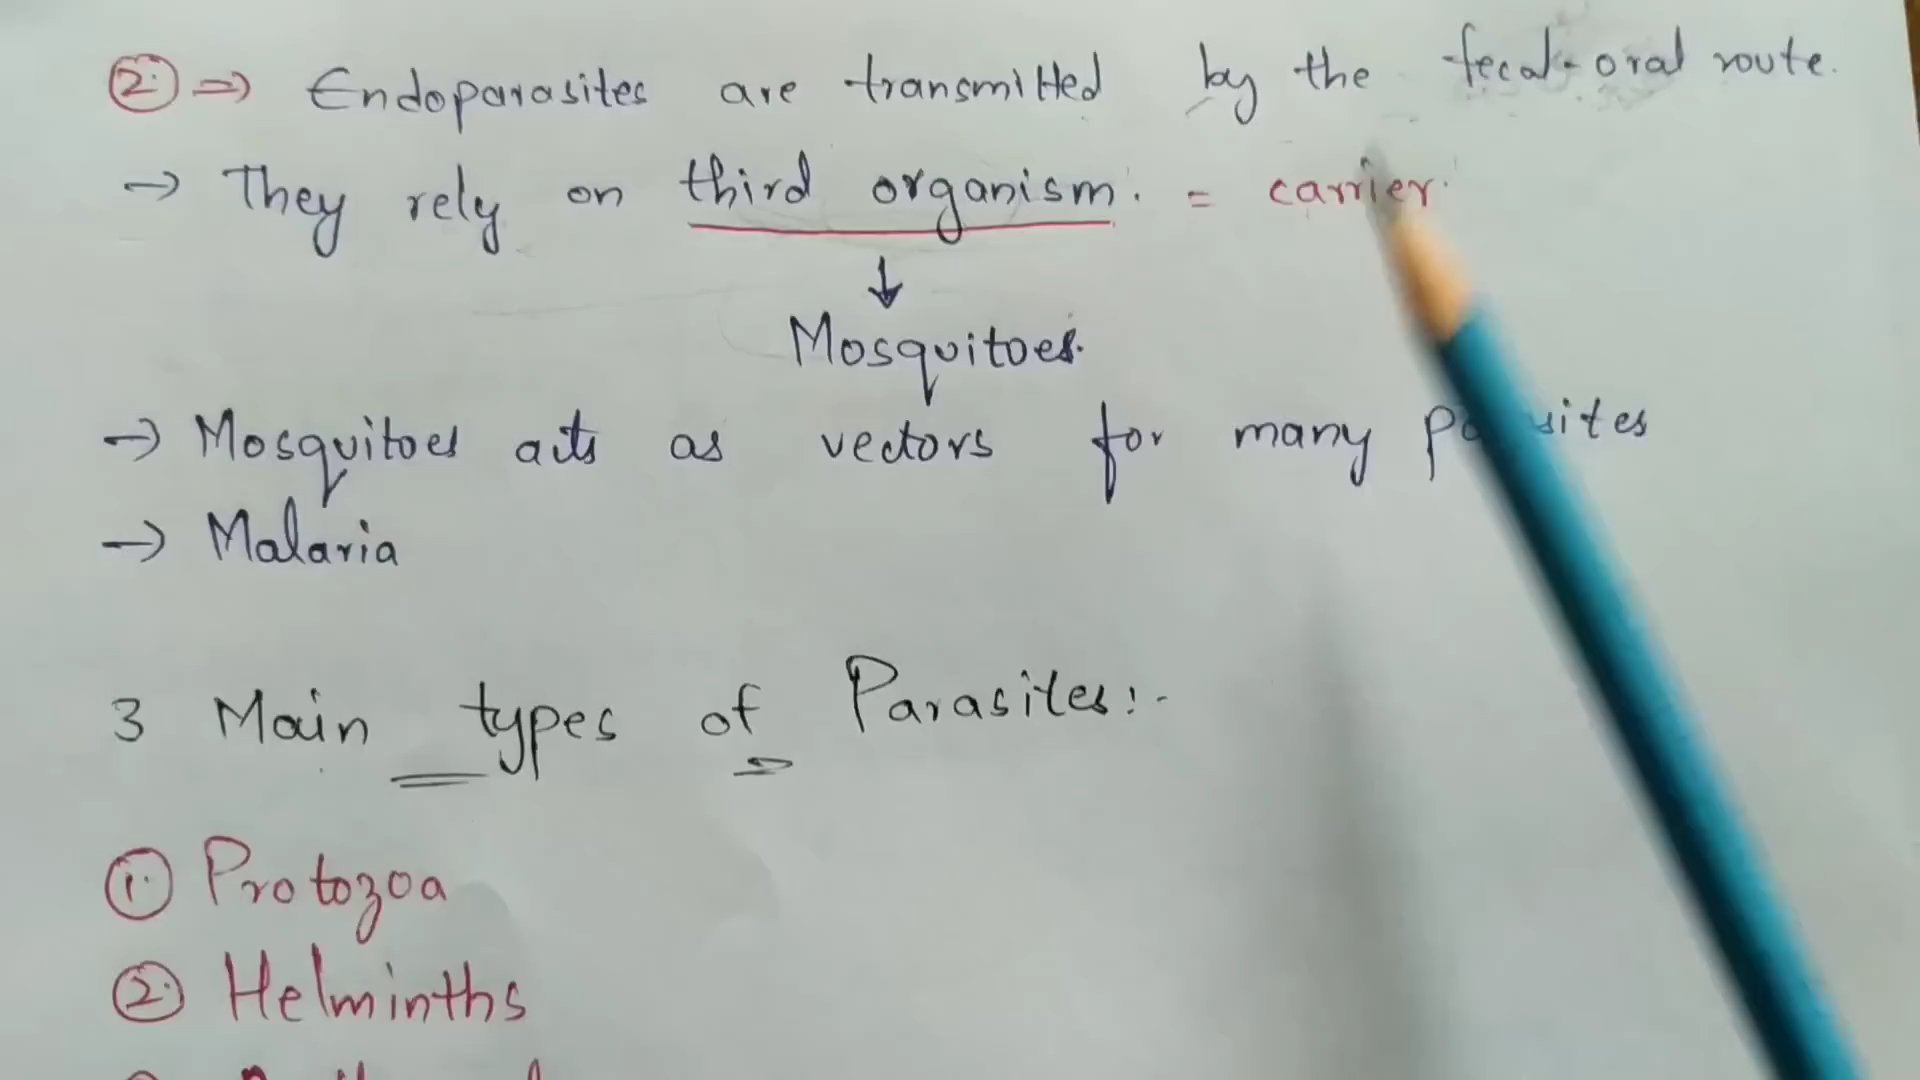 2. ⇒ Endoparasites are transmitted by the fecal-oral route.
→ They rely on third organism. = carrier.
↓
Mosquitoes.
→ Mosquitoes acts as vectors for many
→ Malaria
3 Main types of Parasites:-
1. Protozoa
2. Helminths